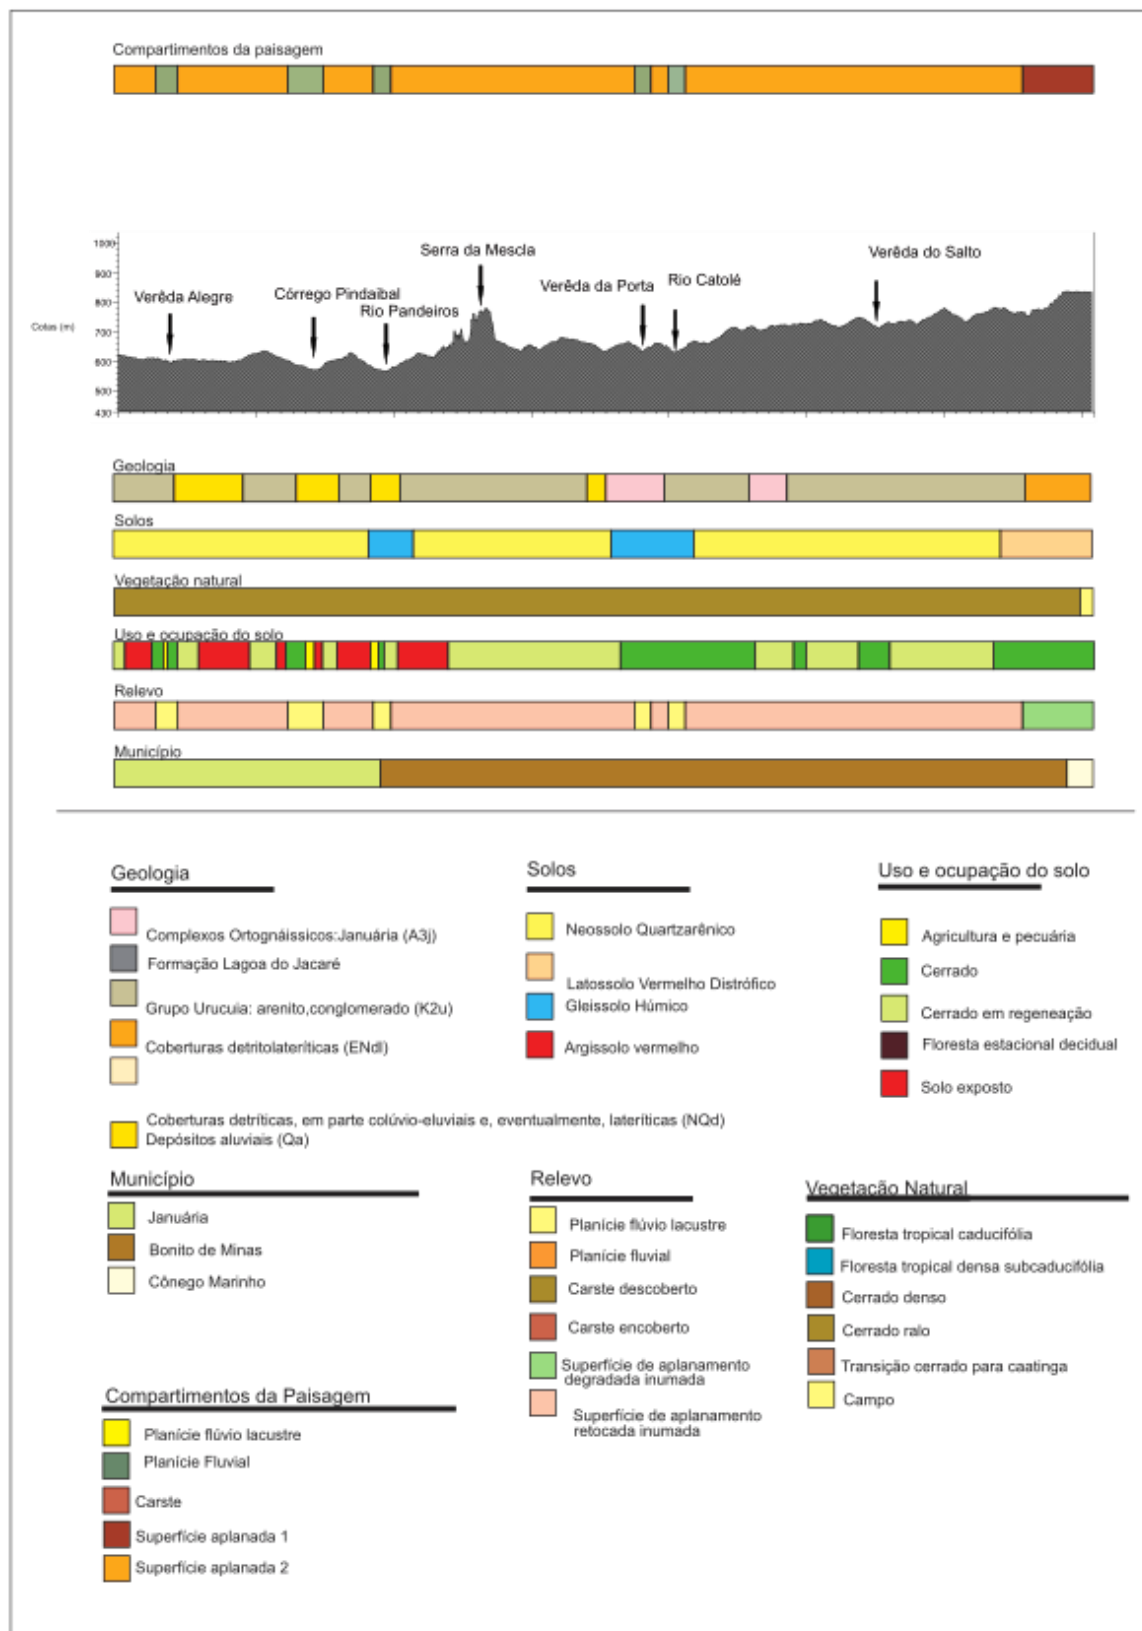 Compartimentos da paisagem
1000
900
800
700
600
500
430
Cotas (m)
Verêda Alegre
Córrego Pindaibal
Rio Pandeiros
Serra da Mescla
Verêda da Porta
Rio Catolé
Verêda do Salto
Geologia
Solos
Vegetação natural
Uso e ocupação do solo
Relevo
Município
Geologia
Complexos Ortognáissicos:Januária (A3j)
Formação Lagoa do Jacaré
Grupo Urucuia: arenito,conglomerado (K2u)
Coberturas detritolateríticas (ENdl)
Coberturas detríticas, em parte colúvio-eluviais e, eventualmente, lateríticas (NQd)
Depósitos aluviais (Qa)
Solos
Neossolo Quartzarênico
Latossolo Vermelho Distrófico
Gleissolo Húmico
Argissolo vermelho
Uso e ocupação do solo
Agricultura e pecuária
Cerrado
Cerrado em regeneação
Floresta estacional decidual
Solo exposto
Município
Januária
Bonito de Minas
Cônego Marinho
Relevo
Planície flúvio lacustre
Planície fluvial
Carste descoberto
Carste encoberto
Superfície de aplanamento
degradada inumada
Superfície de aplanamento
retocada inumada
Vegetação Natural
Floresta tropical caducifólia
Floresta tropical densa subcaducifólia
Cerrado denso
Cerrado ralo
Transição cerrado para caatinga
Campo
Compartimentos da Paisagem
Planície flúvio lacustre
Planície Fluvial
Carste
Superfície aplanada 1
Superfície aplanada 2